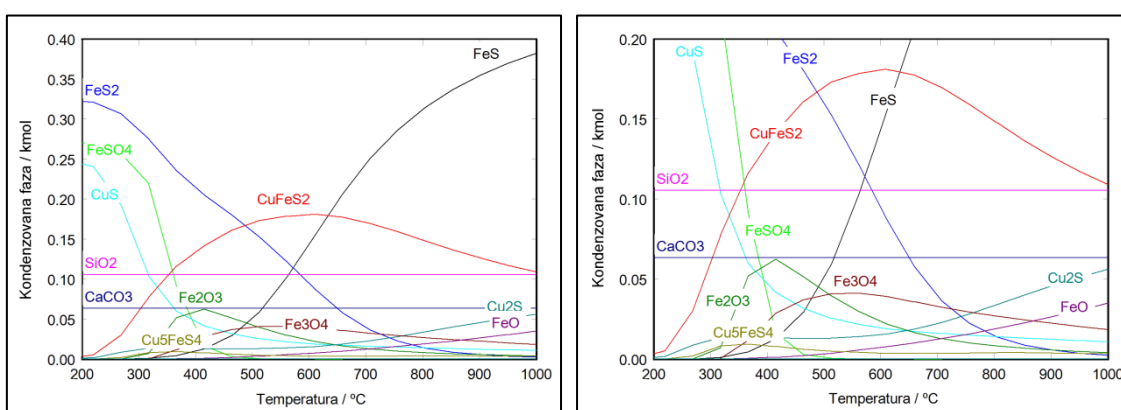 0.40
0.35
0.30
0.25
0.20
0.15
0.10
0.05
0.00
Kondenzovana faza / kmol
FeS
FeS2
FeSO4
CuS
CuFeS2
SiO2
CaCO3
Fe2O3
Cu2S
Fe3O4
FeO
Cu5FeS4
200 300 400 500 600 700 800 900 1000
Temperatura / ºC
0.20
0.15
0.10
0.05
0.00
Kondenzovana faza / kmol
CuS
FeS2
FeS
CuFeS2
SiO2
FeSO4
CaCO3
Cu2S
Fe3O4
Fe2O3
FeO
Cu5FeS4
200 300 400 500 600 700 800 900 1000
Temperatura / ºC